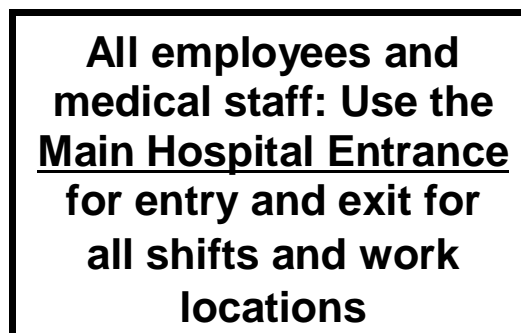 All employees and
medical staff: Use the
Main Hospital Entrance
for entry and exit for
all shifts and work
locations